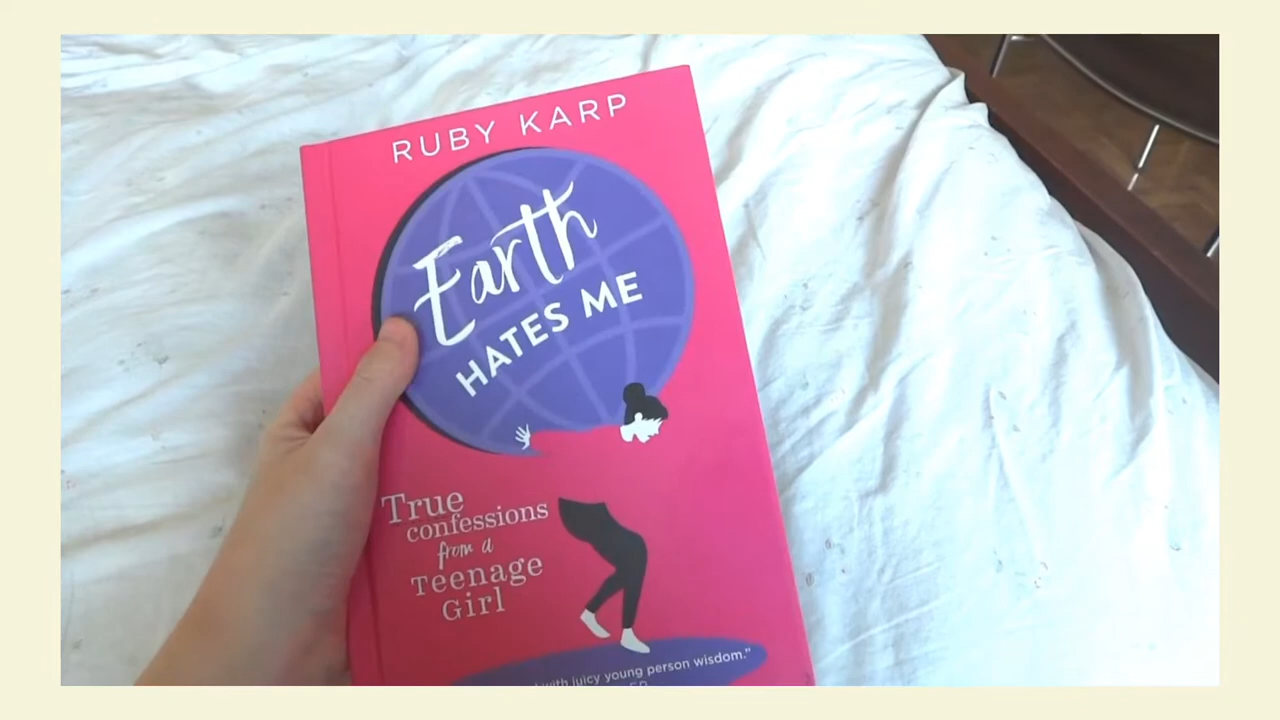 RUBY KARP
Earth
HATES ME
True
confessions
from a
Teenage
Girl
with juicy young person wisdom."